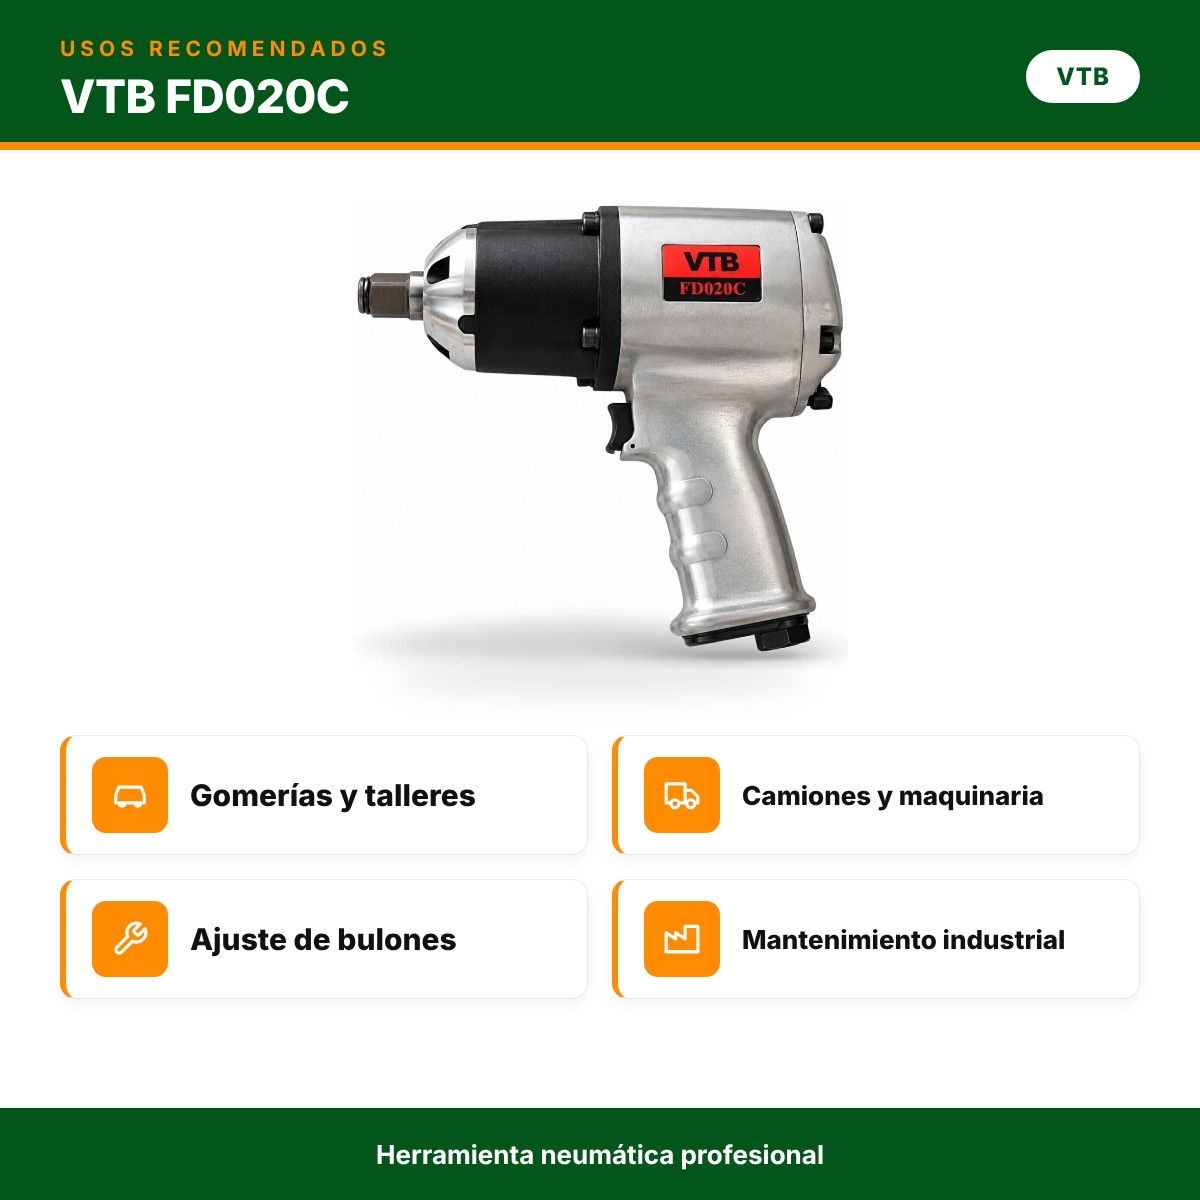 USOS RECOMENDADOS
VTB FD020C
VTB
VTB
FD020C
Gomerías y talleres
Camiones y maquinaria
Ajuste de bulones
Mantenimiento industrial
Herramienta neumática profesional